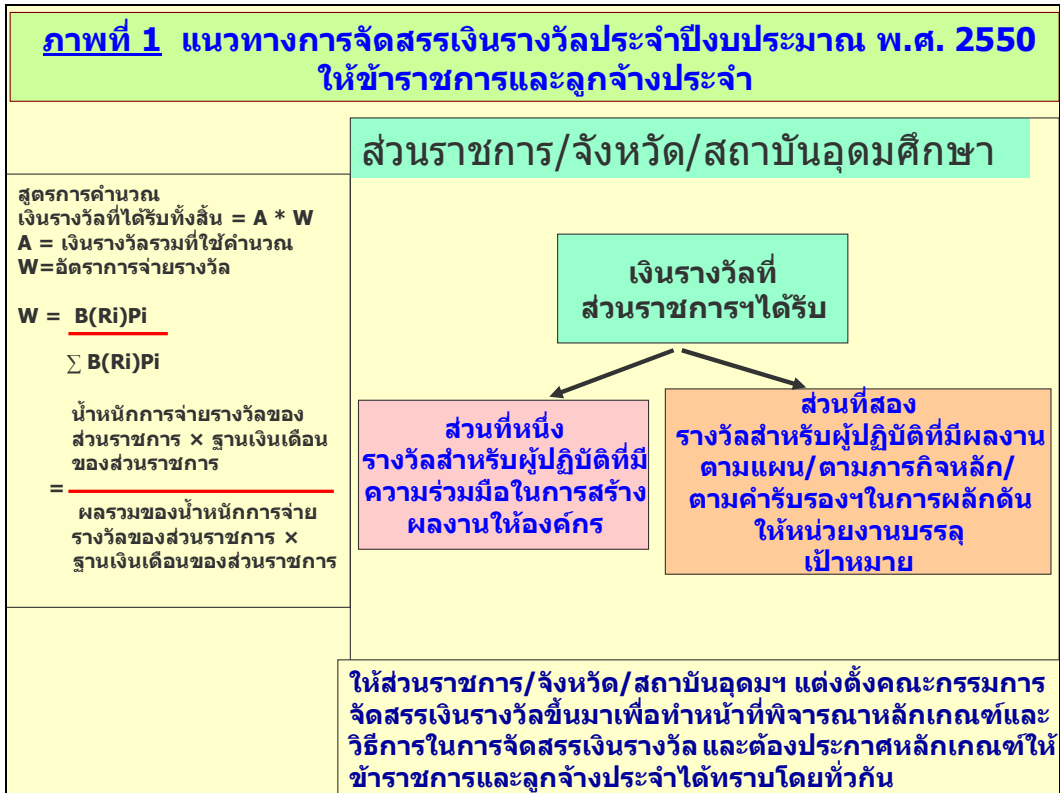 ภาพที่ 1 แนวทางการจัดสรรเงินรางวัลประจำปีงบประมาณ พ.ศ. 2550
ให้ข้าราชการและลูกจ้างประจำ
ส่วนราชการ/จังหวัด/สถาบันอุดมศึกษา
สูตรการคำนวณ
เงินรางวัลที่ได้รับทั้งสิ้น = A * W
A = เงินรางวัลรวมที่ใช้คำนวณ
W=อัตราการจ่ายรางวัล
W = B(Ri)Pi
∑ B(Ri)Pi
น้ำหนักการจ่ายรางวัลของ
ส่วนราชการ × ฐานเงินเดือน
ของส่วนราชการ
=
ผลรวมของน้ำหนักการจ่าย
รางวัลของส่วนราชการ ×
ฐานเงินเดือนของส่วนราชการ
เงินรางวัลที่
ส่วนราชการฯได้รับ
ส่วนที่หนึ่ง
รางวัลสำหรับผู้ปฏิบัติที่มี
ความร่วมมือในการสร้าง
ผลงานให้องค์กร
ส่วนที่สอง
รางวัลสำหรับผู้ปฏิบัติที่มีผลงาน
ตามแผน/ตามภารกิจหลัก/
ตามคำรับรองฯในการผลักดัน
ให้หน่วยงานบรรลุ
เป้าหมาย
ให้ส่วนราชการ/จังหวัด/สถาบันอุดมฯ แต่งตั้งคณะกรรมการ
จัดสรรเงินรางวัลขึ้นมาเพื่อทำหน้าที่พิจารณาหลักเกณฑ์และ
วิธีการในการจัดสรรเงินรางวัล และต้องประกาศหลักเกณฑ์ให้
ข้าราชการและลูกจ้างประจำได้ทราบโดยทั่วกัน